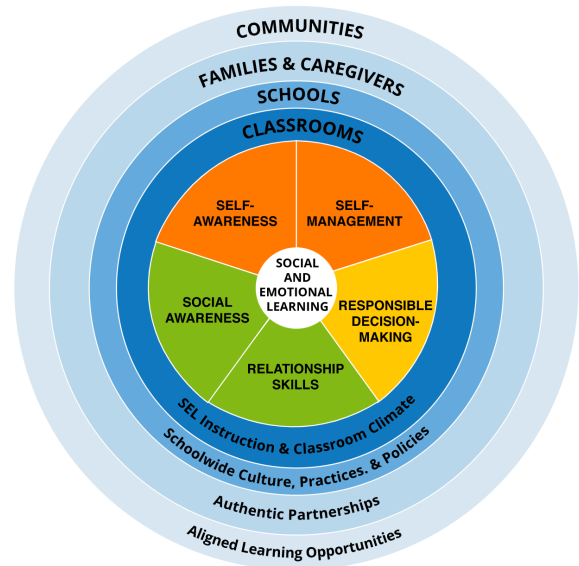 COMMUNITIES
FAMILIES & CAREGIVERS
SCHOOLS
CLASSROOMS
SELF-
AWARENESS
SELF-
MANAGEMENT
SOCIAL
AND
EMOTIONAL
LEARNING
SOCIAL
AWARENESS
RESPONSIBLE
DECISION-
MAKING
RELATIONSHIP
SKILLS
SEL Instruction & Classroom Climate
Schoolwide Culture, Practices. & Policies
Authentic Partnerships
Aligned Learning Opportunities